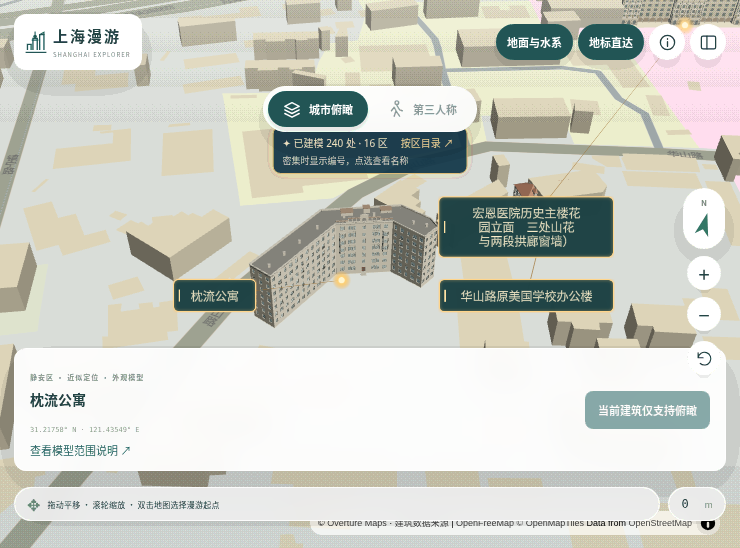 上海漫游
SHANGHAI EXPLORER
地面与水系
地标直达
城市俯瞰
第三人称
✦ 已建模 240 处 · 16 区 按区目录 ↗
密集时显示编号，点选查看名称
华山路
宏恩医院历史主楼花
园立面 三处山花
与两段拱廊窗墙）
枕流公寓
华山路原美国学校办公楼
N
+
−
静安区 · 近似定位 · 外观模型
枕流公寓
31.21758° N · 121.43549° E
查看模型范围说明 ↗
当前建筑仅支持俯瞰
拖动平移 · 滚轮缩放 · 双击地图选择漫游起点
0 m
© Overture Maps · 建筑数据来源 | OpenFreeMap © OpenMapTiles Data from OpenStreetMap